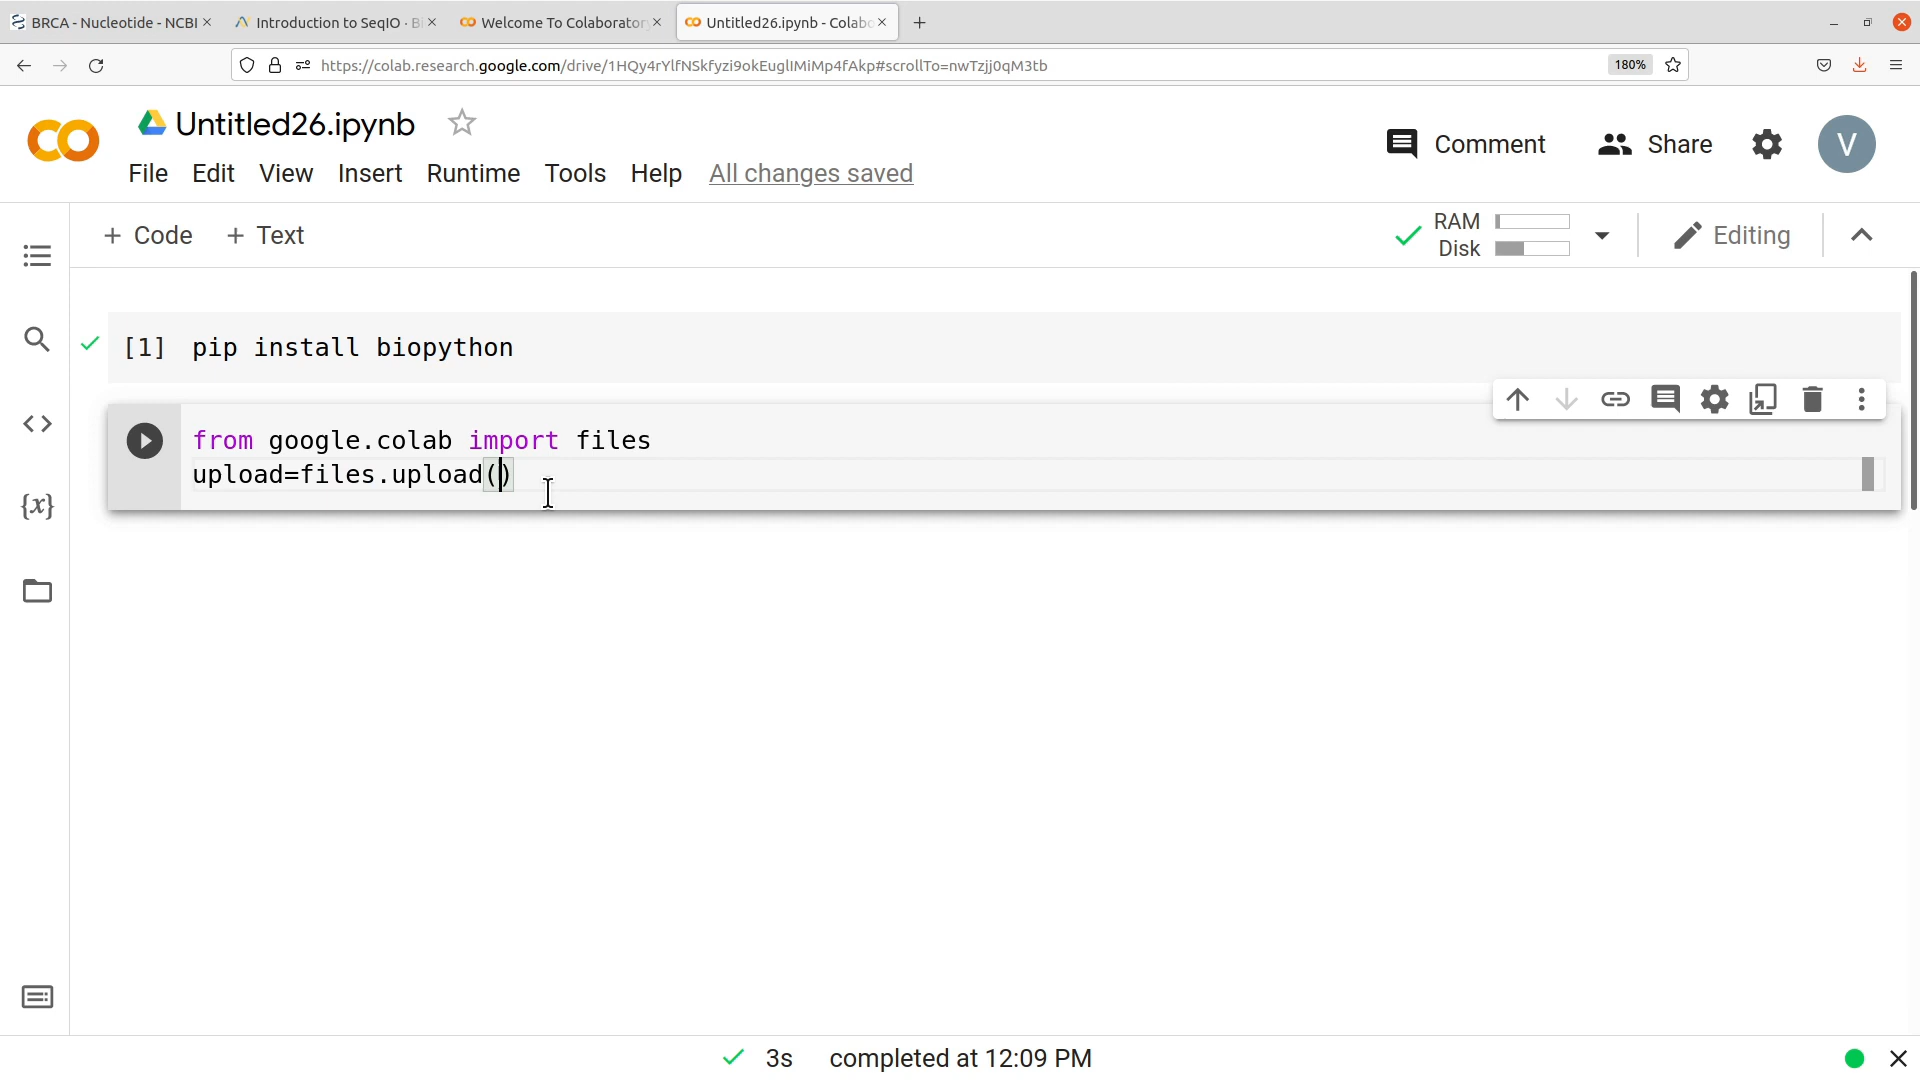 BRCA - Nucleotide - NCBI
Introduction to SeqIO · Bi
Welcome To Colaborator
Untitled26.ipynb - Colabo
https://colab.research.google.com/drive/1HQy4rYlfNSkfyzi9okEuglIMiMp4fAkp#scrollTo=nwTzjj0qM3tb
180%
Untitled26.ipynb
Comment
Share
V
File Edit View Insert Runtime Tools Help All changes saved
+ Code + Text
RAM
Disk
Editing
[1] pip install biopython
from google.colab import files
upload=files.upload()
{x}
3s completed at 12:09 PM